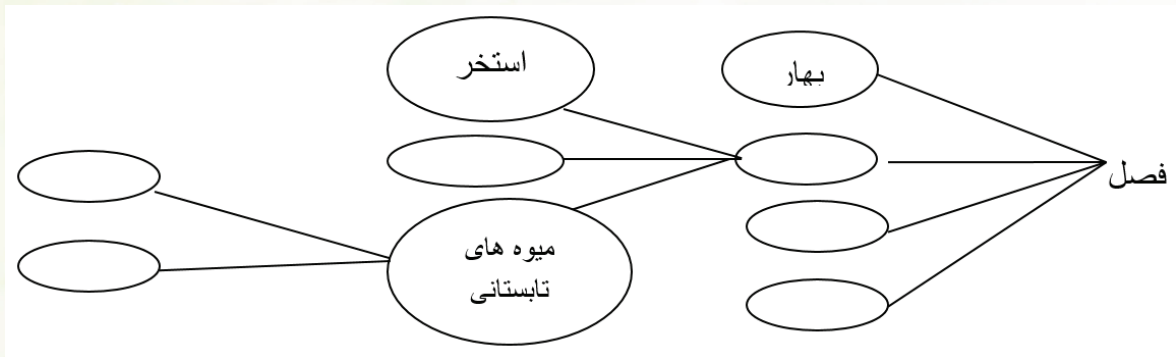 فصل
بهار
استخر
میوه های
تابستانی